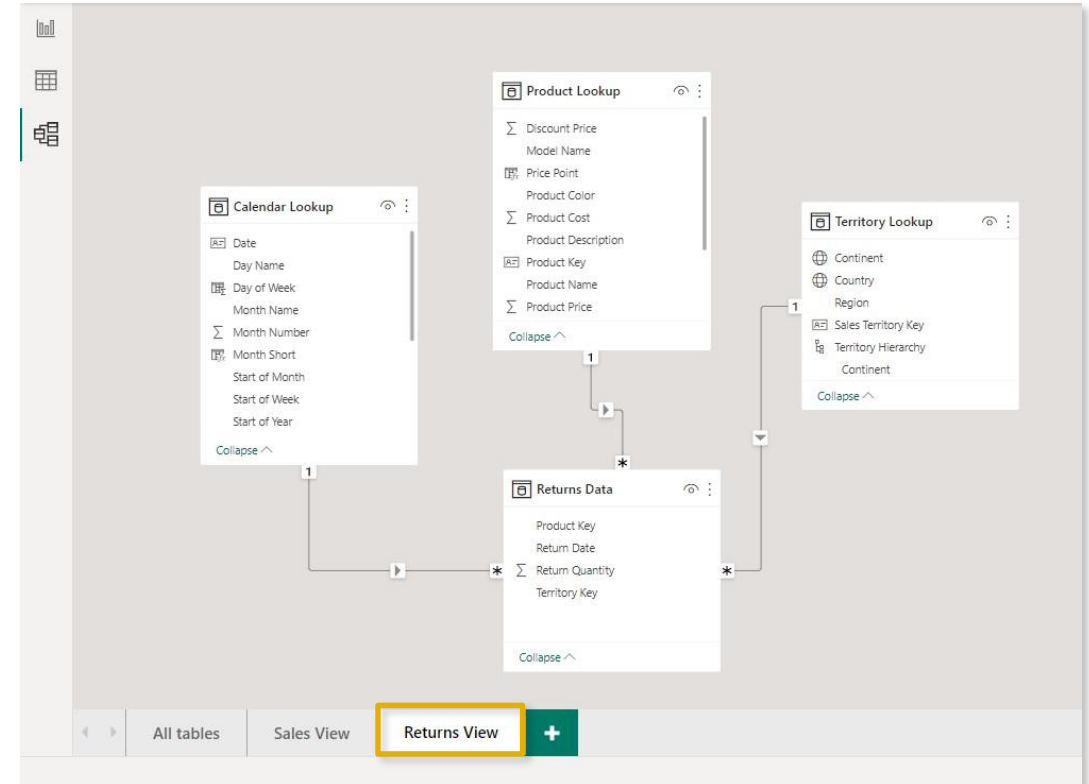 Product Lookup
Discount Price
Model Name
Price Point
Product Color
Product Cost
Product Description
Product Key
Product Name
Product Price
Collapse
1
Calendar Lookup
Date
Day Name
Day of Week
Month Name
Month Number
Month Short
Start of Month
Start of Week
Start of Year
Collapse
1
Territory Lookup
Continent
Country
Region
Sales Territory Key
Territory Hierarchy
Continent
Collapse
1
*
Returns Data
Product Key
Return Date
* Σ Return Quantity *
Territory Key
Collapse
All tables Sales View Returns View +